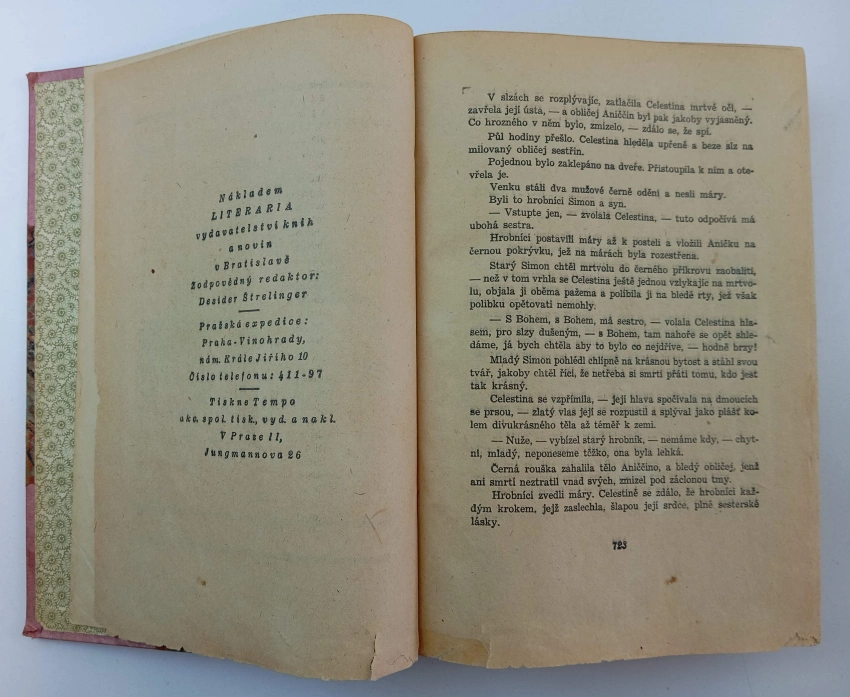 Nákladem
LITERARIA
vydavatelství knih
a novin
v Bratislavě
Zodpovědný redaktor:
Desider Štrelinger
Pražská expedice:
Praha-Vinohrady,
nám. Krále Jiřího 10
Číslo telefonu: 411-97
Tiskne Tempo
akc. spol. tisk, vyd. a nakl.
V Praze II,
Jungmannova 26
V slzách se rozplývajíc, zatlačila Celestina mrtvé oči, —
zavřela její ústa, — a obličej Aniččin byl pak jakoby vyjasněný.
Co hrozného v něm bylo, zmizelo, — zdálo se, že spí.
Půl hodiny přešlo. Celestina hleděla upřeně a beze slz na
milovaný obličej sestřin.
Pojednou bylo zaklepáno na dveře. Přistoupila k nim a ote-
vřela je.
Venku stáli dva mužové černě odění a nesli máry.
Byli to hrobníci Simon a syn.
— Vstupte jen, — zvolala Celestina, — tuto odpočívá má
ubohá sestra.
Hrobníci postavili máry až k posteli a vložili Aničku na
černou pokrývku, jež na márách byla rozestřena.
Starý Simon chtěl mrtvolu do černého příkrovu zaobaliti,
— než v tom vrhla se Celestina ještě jednou vzlykajíc na mrtvo-
lu, objala ji oběma pažema a políbila ji na bledé rty, jež však
polibku opětovati nemohly.
— S Bohem, s Bohem, má sestro, — volala Celestina hla-
sem, pro slzy dušeným, — s Bohem, tam nahoře se opět shle-
dáme, já bych chtěla aby to bylo co nejdříve, — hodně brzy!
Mladý Simon pohlédl chlípně na krásnou bytost a stáhl svou
tvář, jakoby chtěl říci, že netřeba si smrti přáti tomu, kdo jest
tak krásný.
Celestina se vzpřímila, — její hlava spočívala na dmoucích
se prsou, — zlatý vlas její se rozpustil a splýval jako plášť ko-
lem divukrásného těla až téměř k zemi.
— Nuže, — vybízel starý hrobník, — nemáme kdy, — chyt-
ni, mladý, neponeseme těžko, ona byla lehká.
Černá rouška zahalila tělo Aniččino, a bledý obličej, jenž
ani smrtí neztratil vnad svých, zmizel pod záclonou tmy.
Hrobníci zvedli máry. Celestině se zdálo, že hrobníci kaž-
dým krokem, jejž zaslechla, šlapou její srdce, plné sesterské
lásky.
723